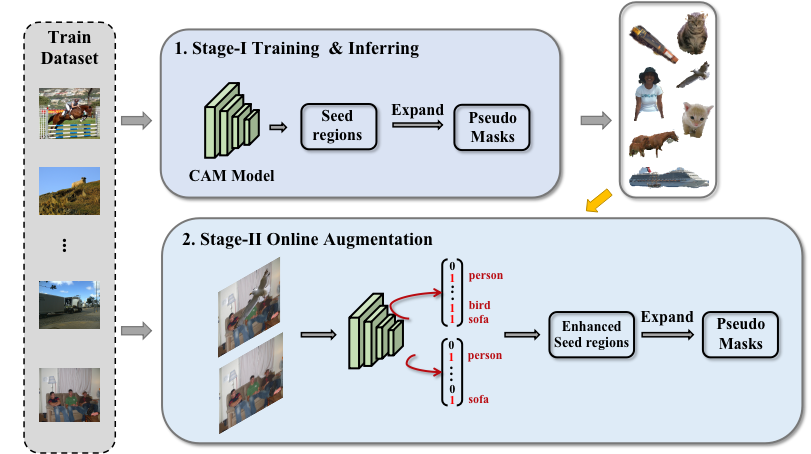 Train
Dataset
⋮
1. Stage-I Training & Inferring
CAM Model
Seed
regions
Expand
Pseudo
Masks
2. Stage-II Online Augmentation
0
1
⋮
1
1
person
bird
sofa
0
1
⋮
0
1
person
sofa
Enhanced
Seed regions
Expand
Pseudo
Masks